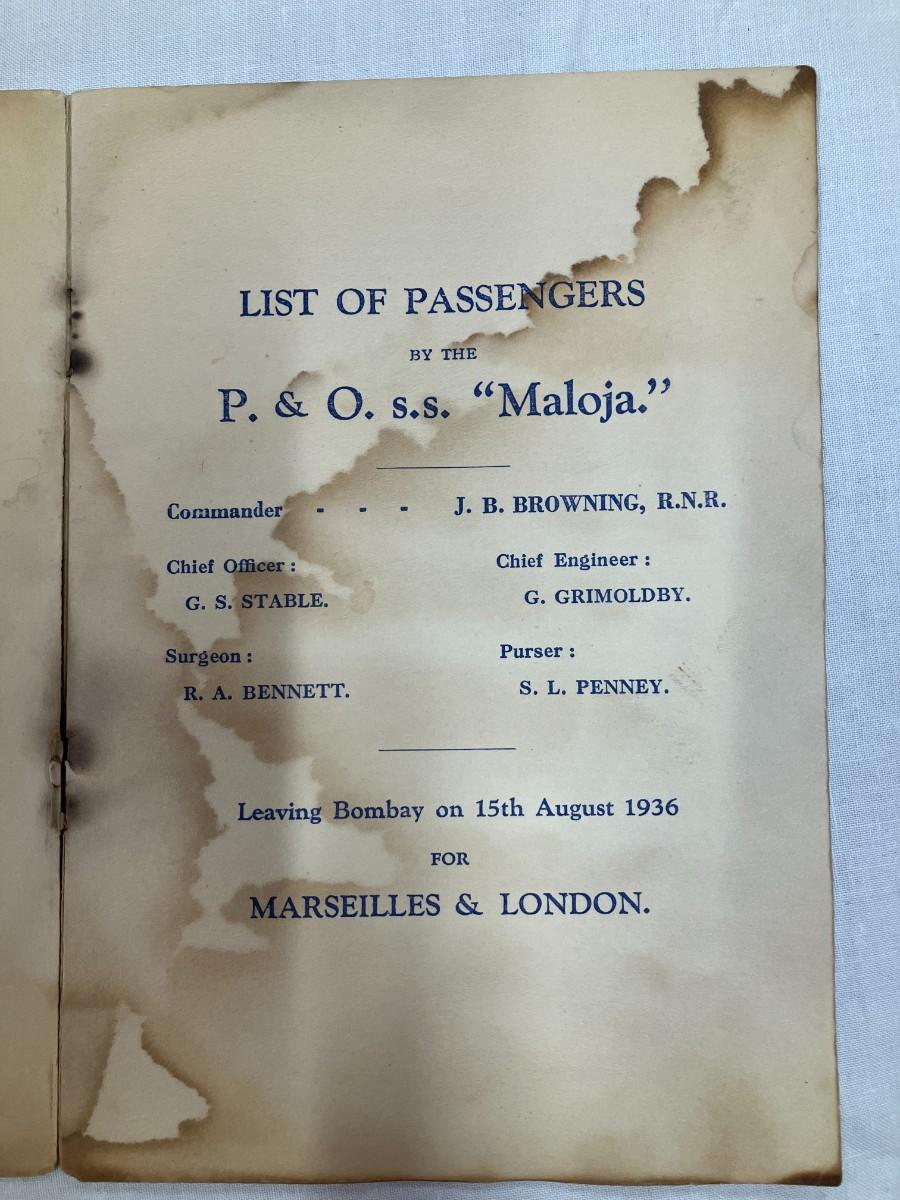 LIST OF PASSENGERS
BY THE
P. & O. s.s. “Maloja.”
Commander - - - J. B. BROWNING, R.N.R.
Chief Officer : Chief Engineer :
G. S. STABLE. G. GRIMOLDBY.
Surgeon : Purser :
R. A. BENNETT. S. L. PENNEY.
Leaving Bombay on 15th August 1936
FOR
MARSEILLES & LONDON.